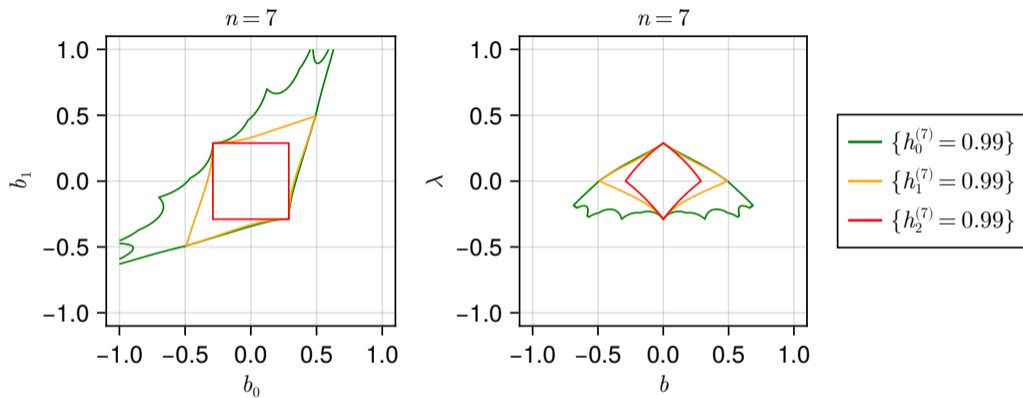 n = 7
1.0
0.5
0.0
−0.5
−1.0
b₁
−1.0 −0.5 0.0 0.5 1.0
b₀
n = 7
1.0
0.5
0.0
−0.5
−1.0
λ
−1.0 −0.5 0.0 0.5 1.0
b
{h₀⁽⁷⁾ = 0.99}
{h₁⁽⁷⁾ = 0.99}
{h₂⁽⁷⁾ = 0.99}